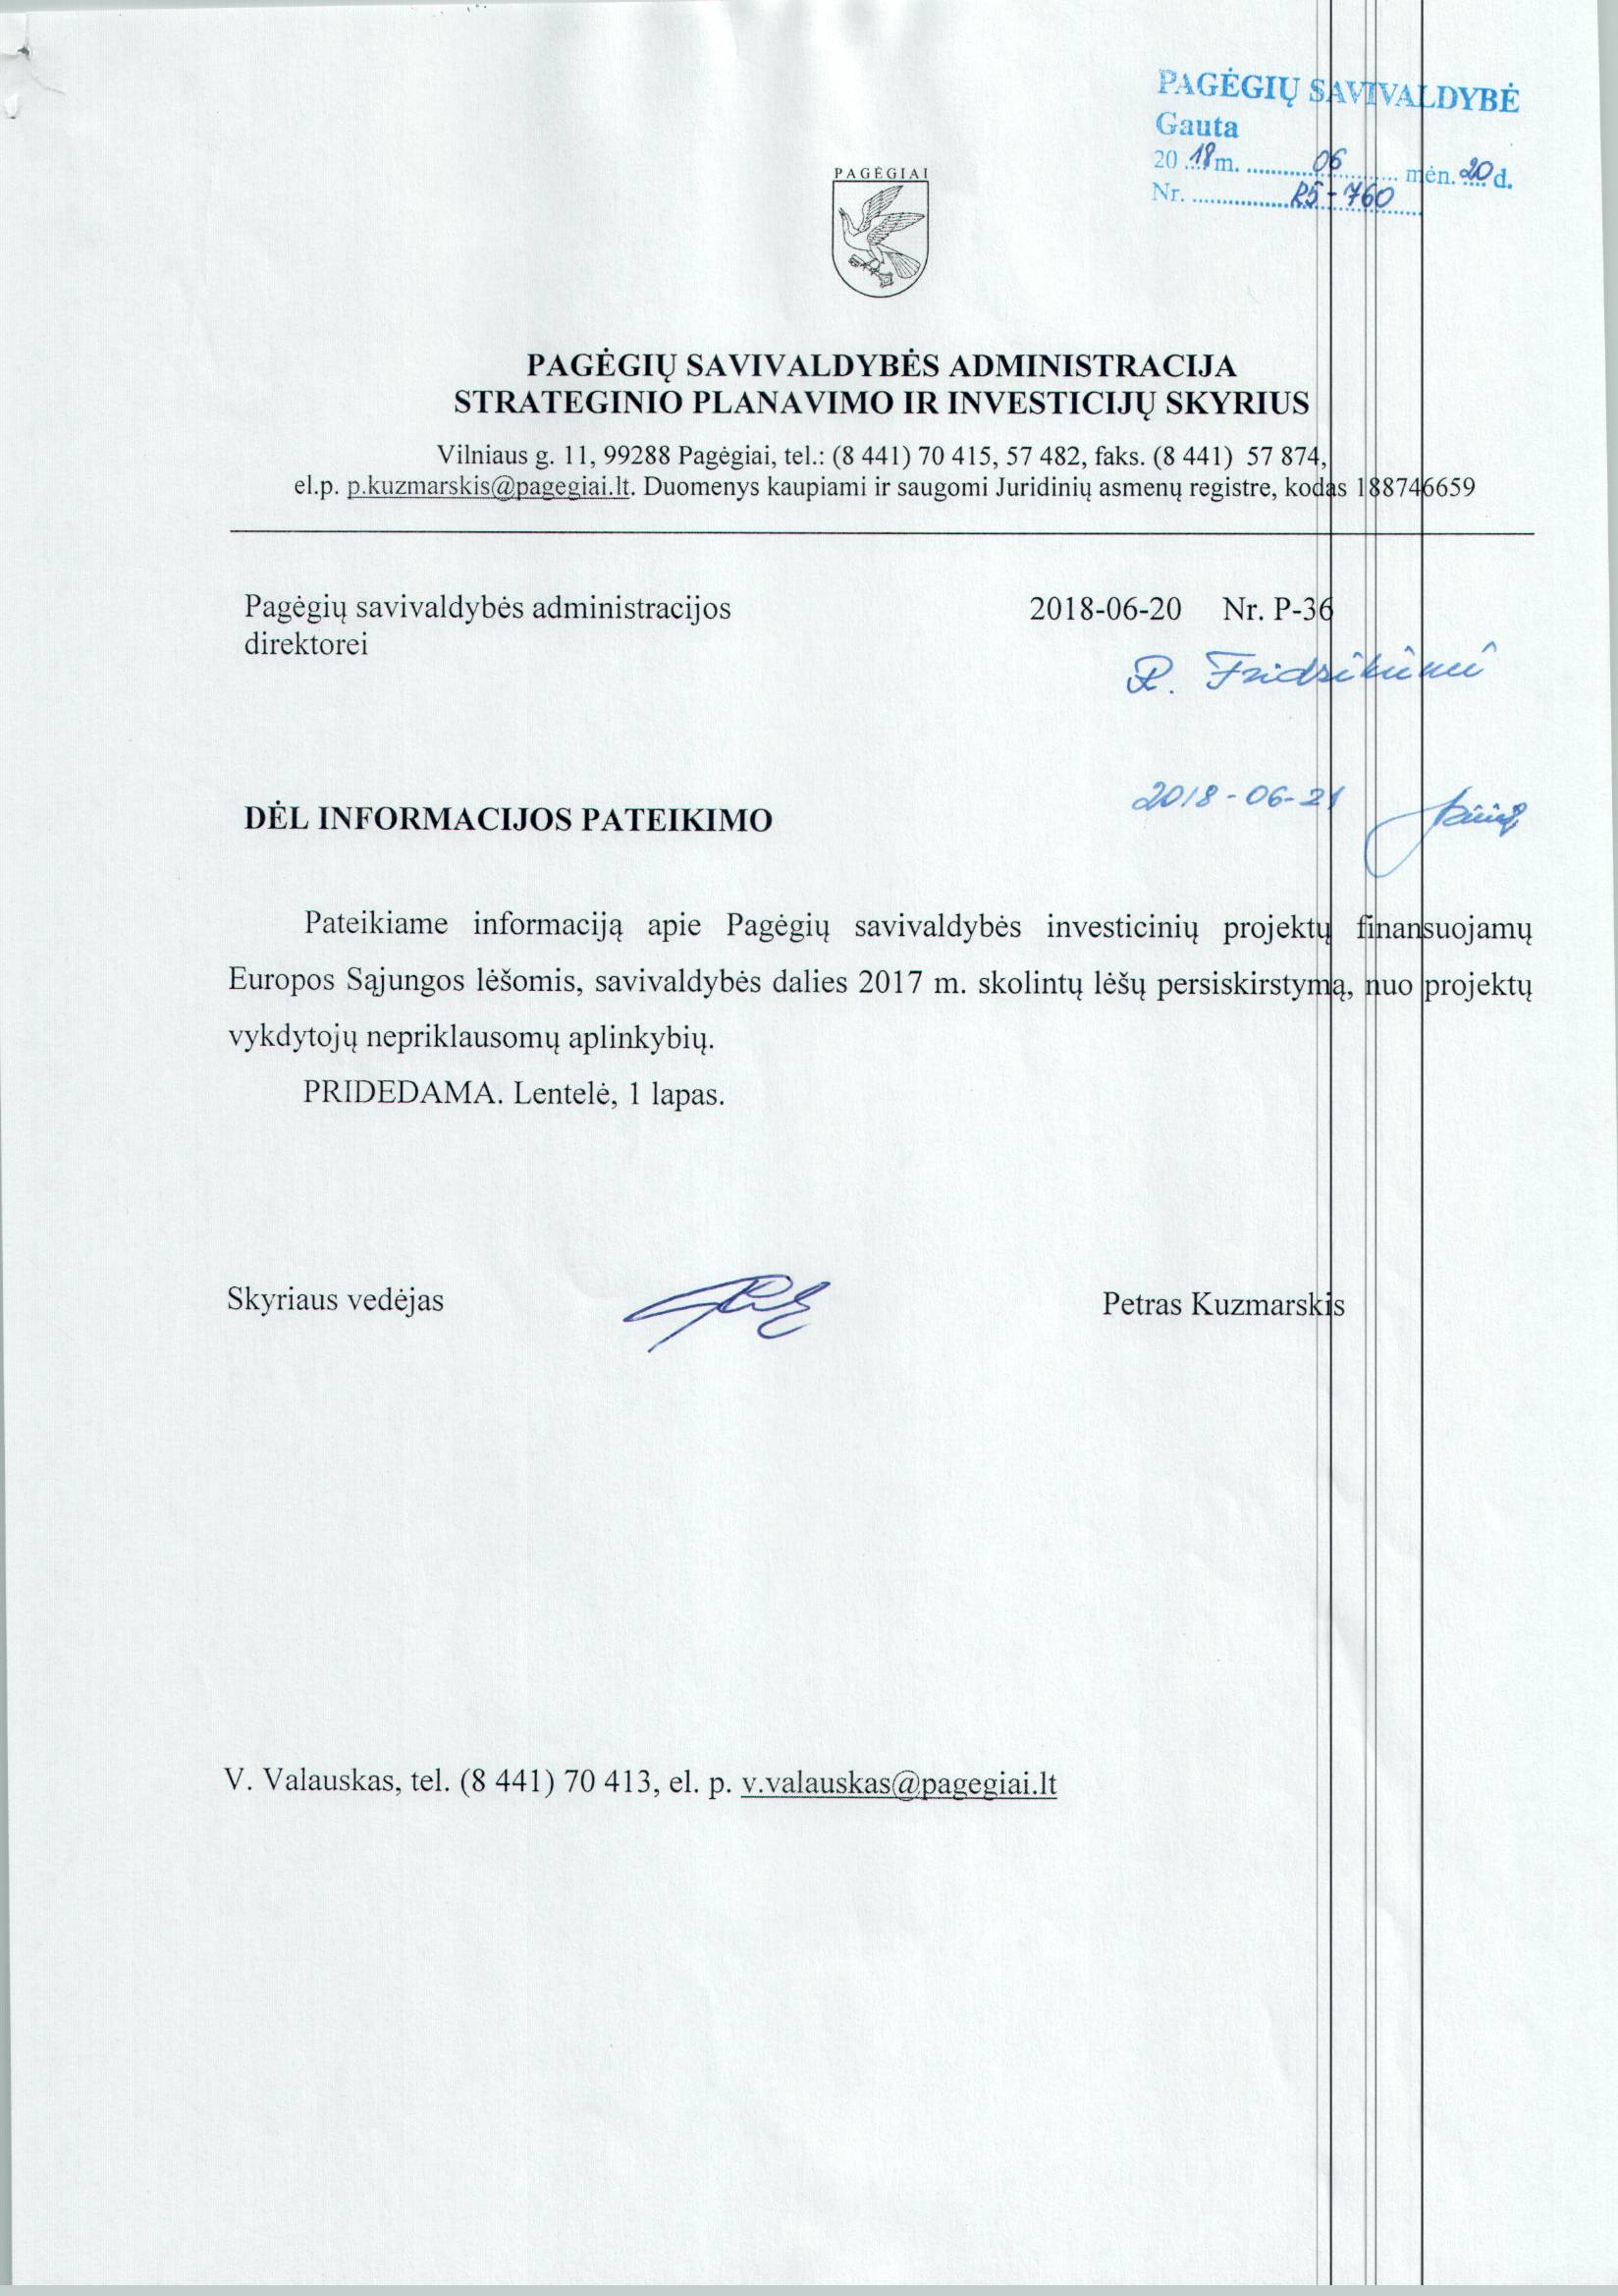 PAGĖGIŲ SAVIVALDYBĖ
Gauta
20 18 m. 06 mėn. 20 d.
Nr. R5-760
PAGĖGIAI
PAGĖGIŲ SAVIVALDYBĖS ADMINISTRACIJA
STRATEGINIO PLANAVIMO IR INVESTICIJŲ SKYRIUS
Vilniaus g. 11, 99288 Pagėgiai, tel.: (8 441) 70 415, 57 482, faks. (8 441) 57 874,
el.p. p.kuzmarskis@pagegiai.lt. Duomenys kaupiami ir saugomi Juridinių asmenų registre, kodas 188746659
Pagėgių savivaldybės administracijos 2018-06-20 Nr. P-36
direktorei
R.
2018-06-21
DĖL INFORMACIJOS PATEIKIMO
Pateikiame informaciją apie Pagėgių savivaldybės investicinių projektų finansuojamų
Europos Sąjungos lėšomis, savivaldybės dalies 2017 m. skolintų lėšų persiskirstymą, nuo projektų
vykdytojų nepriklausomų aplinkybių.
PRIDEDAMA. Lentelė, 1 lapas.
Skyriaus vedėjas Petras Kuzmarskis
V. Valauskas, tel. (8 441) 70 413, el. p. v.valauskas@pagegiai.lt